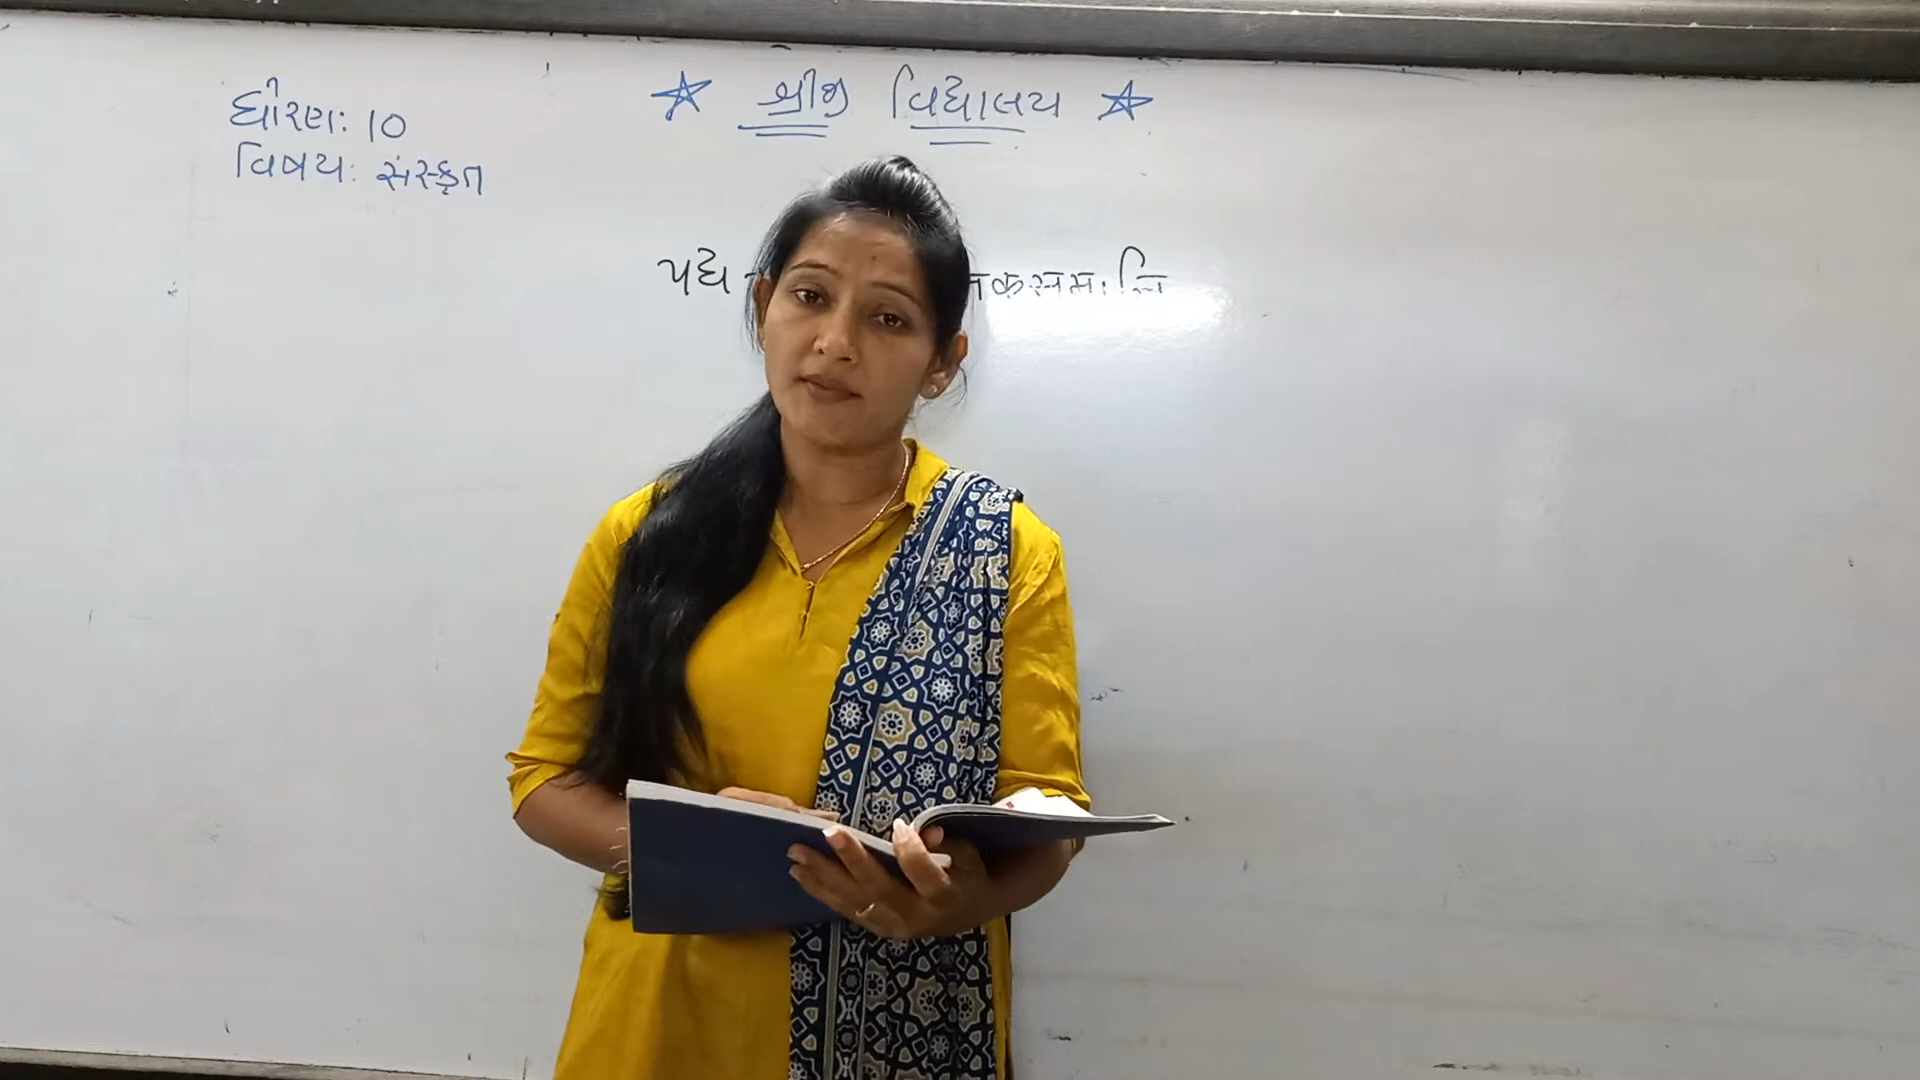 ☆ શ્રીજી વિદ્યાલય ☆
ધોરણ: 10
વિષય: સંસ્કૃત
પદ્ય